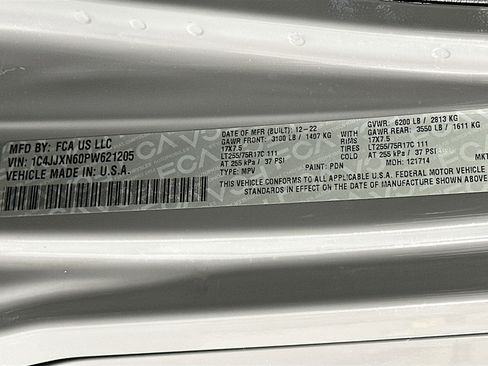 MFD BY: FCA US LLC
VIN: 1C4JJXN60PW621205
VEHICLE MADE IN U.S.A.
DATE OF MFR (BUILT): 12-22
GAWR FRONT: 3100 LB / 1407 KG
17X7.5 RIMS
LT255/75R17C 111 TIRES
AT 255 kPa / 37 PSI COLD
TYPE: MPV PAINT: PDN
GVWR: 6200 LB / 2813 KG
GAWR REAR: 3550 LB / 1611 KG
17X7.5
LT255/75R17C 111
AT 255 kPa / 37 PSI
MDH: 121714 MKT
THIS VEHICLE CONFORMS TO ALL APPLICABLE U.S.A. FEDERAL MOTOR VEHICLE
STANDARDS IN EFFECT ON THE DATE OF MANUFACTURE SHOWN ABOVE